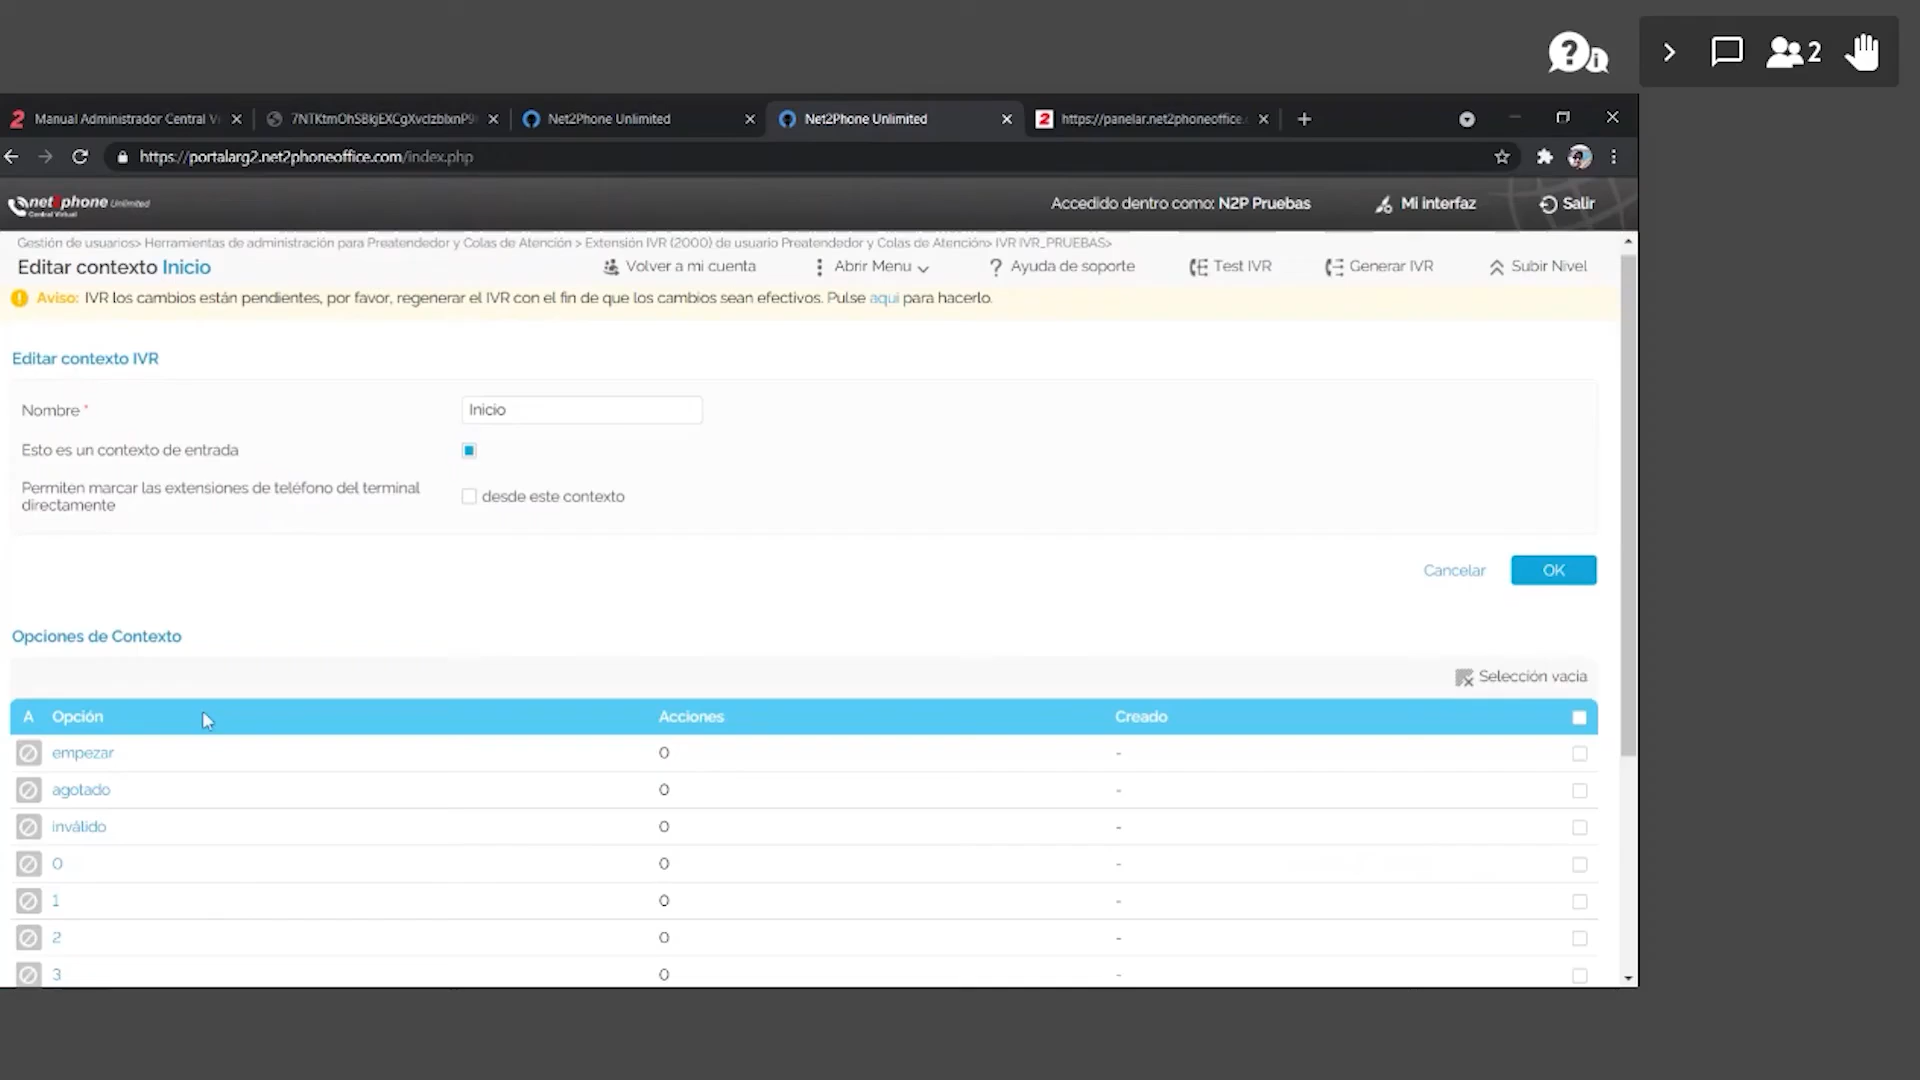 2
Manual Administrador Central Vi
7NTKtmOhSBkjEXCgXvcIzbIxnP9
Net2Phone Unlimited
Net2Phone Unlimited
2 https://panelar.net2phoneoffice.
https://portalarg2.net2phoneoffice.com/index.php
net2phone Unlimited
Central Virtual
Accedido dentro como: N2P Pruebas
Mi interfaz
Salir
Gestión de usuarios> Herramientas de administración para Preatendedor y Colas de Atención > Extensión IVR (2000) de usuario Preatendedor y Colas de Atención> IVR IVR_PRUEBAS>
Editar contexto Inicio
Volver a mi cuenta
Abrir Menu
? Ayuda de soporte
Test IVR
Generar IVR
Subir Nivel
Aviso: IVR los cambios están pendientes, por favor, regenerar el IVR con el fin de que los cambios sean efectivos. Pulse aqui para hacerlo.
Editar contexto IVR
Nombre *
Inicio
Esto es un contexto de entrada
Permiten marcar las extensiones de teléfono del terminal
directamente
desde este contexto
Cancelar
OK
Opciones de Contexto
Selección vacia
A Opción Acciones Creado
empezar 0 -
agotado 0 -
inválido 0 -
0 0 -
1 0 -
2 0 -
3 0 -